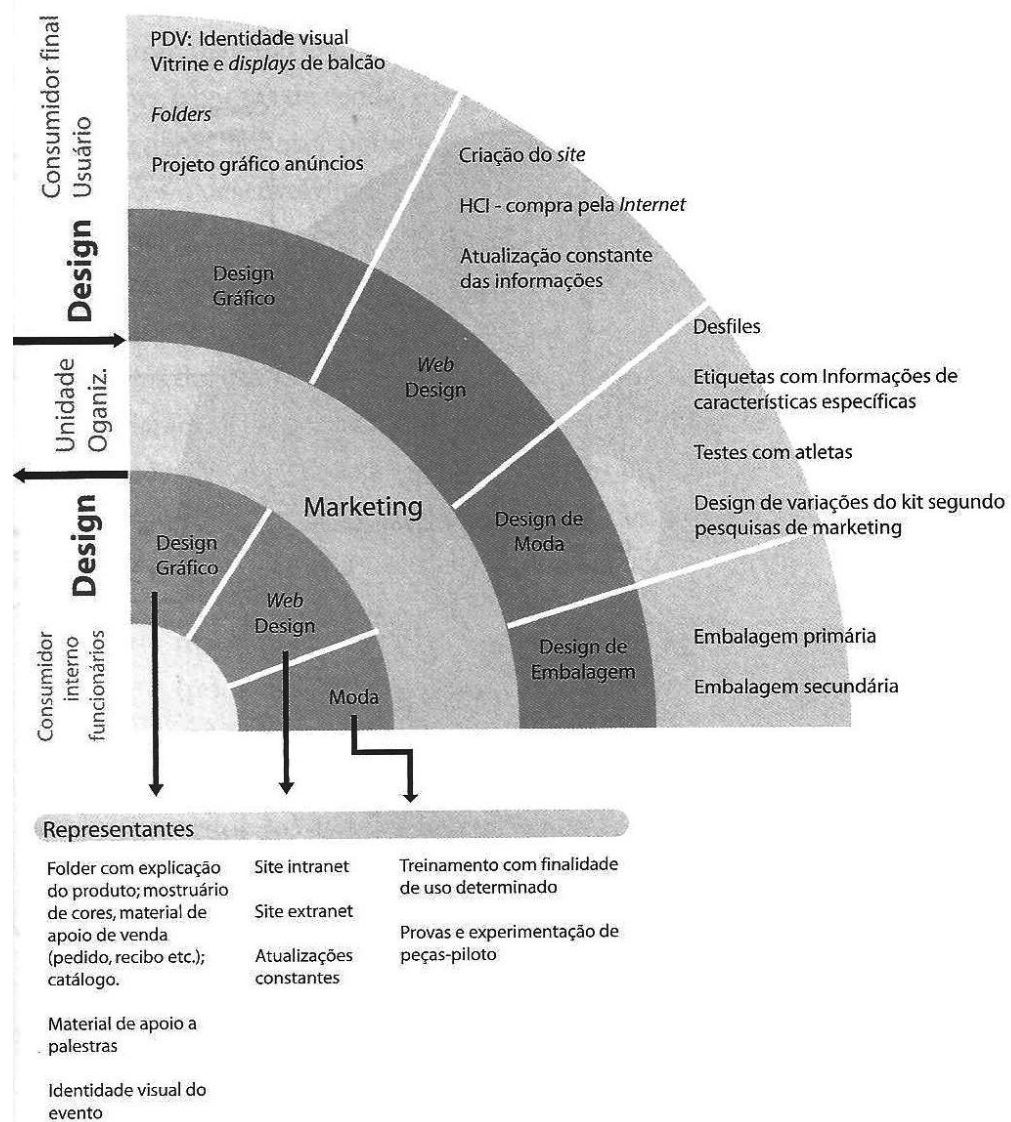 Consumidor final
Usuário
Design
Unidade
Oganiz.
Design
Consumidor
interno
funcionários
PDV: Identidade visual
Vitrine e displays de balcão
Folders
Projeto gráfico anúncios
Criação do site
HCI - compra pela Internet
Atualização constante
das informações
Desfiles
Etiquetas com Informações de
características específicas
Testes com atletas
Design de variações do kit segundo
pesquisas de marketing
Embalagem primária
Embalagem secundária
Design
Gráfico
Web
Design
Design de
Moda
Design de
Embalagem
Marketing
Design
Gráfico
Web
Design
Moda
Representantes
Folder com explicação
do produto; mostruário
de cores, material de
apoio de venda
(pedido, recibo etc.);
catálogo.
Material de apoio a
palestras
Identidade visual do
evento
Site intranet
Site extranet
Atualizações
constantes
Treinamento com finalidade
de uso determinado
Provas e experimentação de
peças-piloto